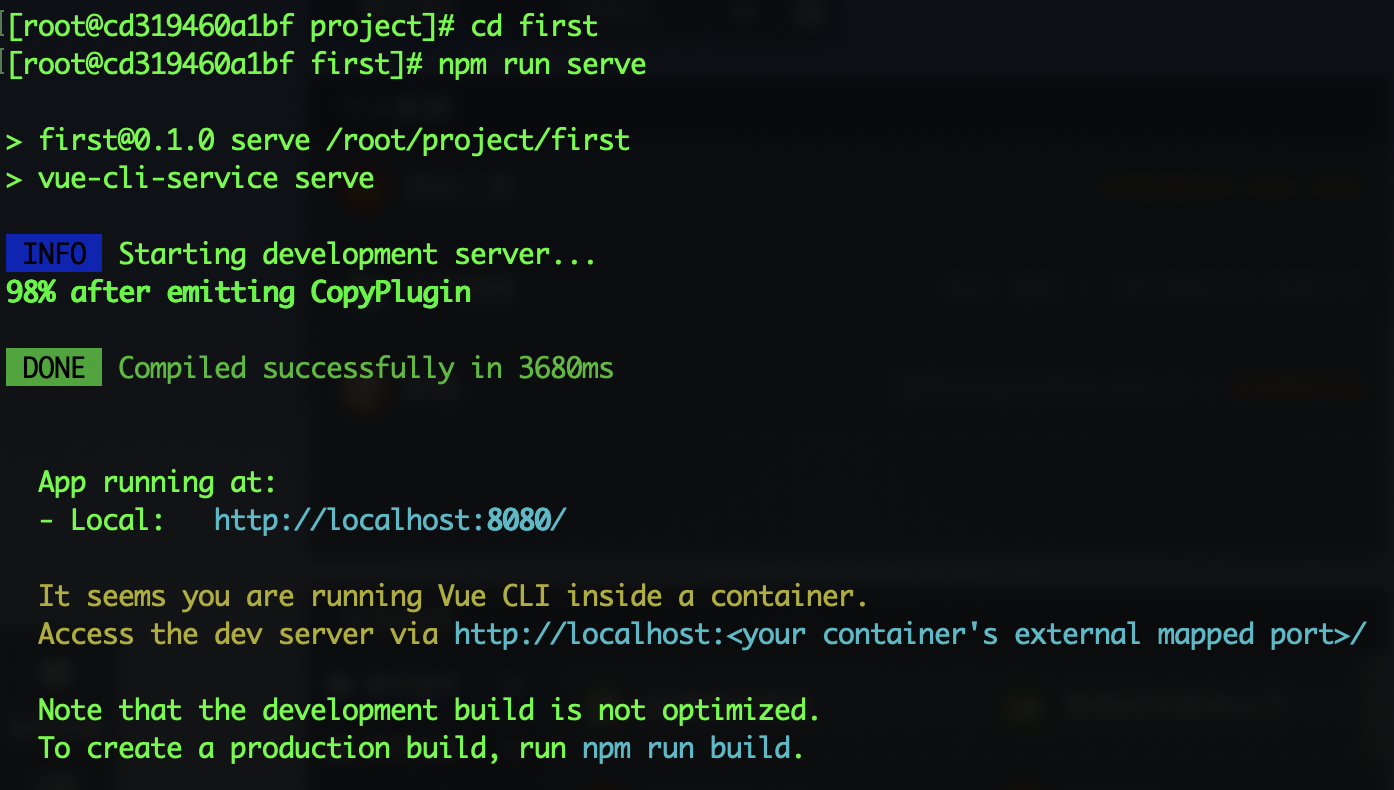 [[root@cd319460a1bf project]# cd first
[[root@cd319460a1bf first]# npm run serve
> first@0.1.0 serve /root/project/first
> vue-cli-service serve
INFO Starting development server...
98% after emitting CopyPlugin
DONE Compiled successfully in 3680ms
App running at:
- Local: http://localhost:8080/
It seems you are running Vue CLI inside a container.
Access the dev server via http://localhost:<your container's external mapped port>/
Note that the development build is not optimized.
To create a production build, run npm run build.